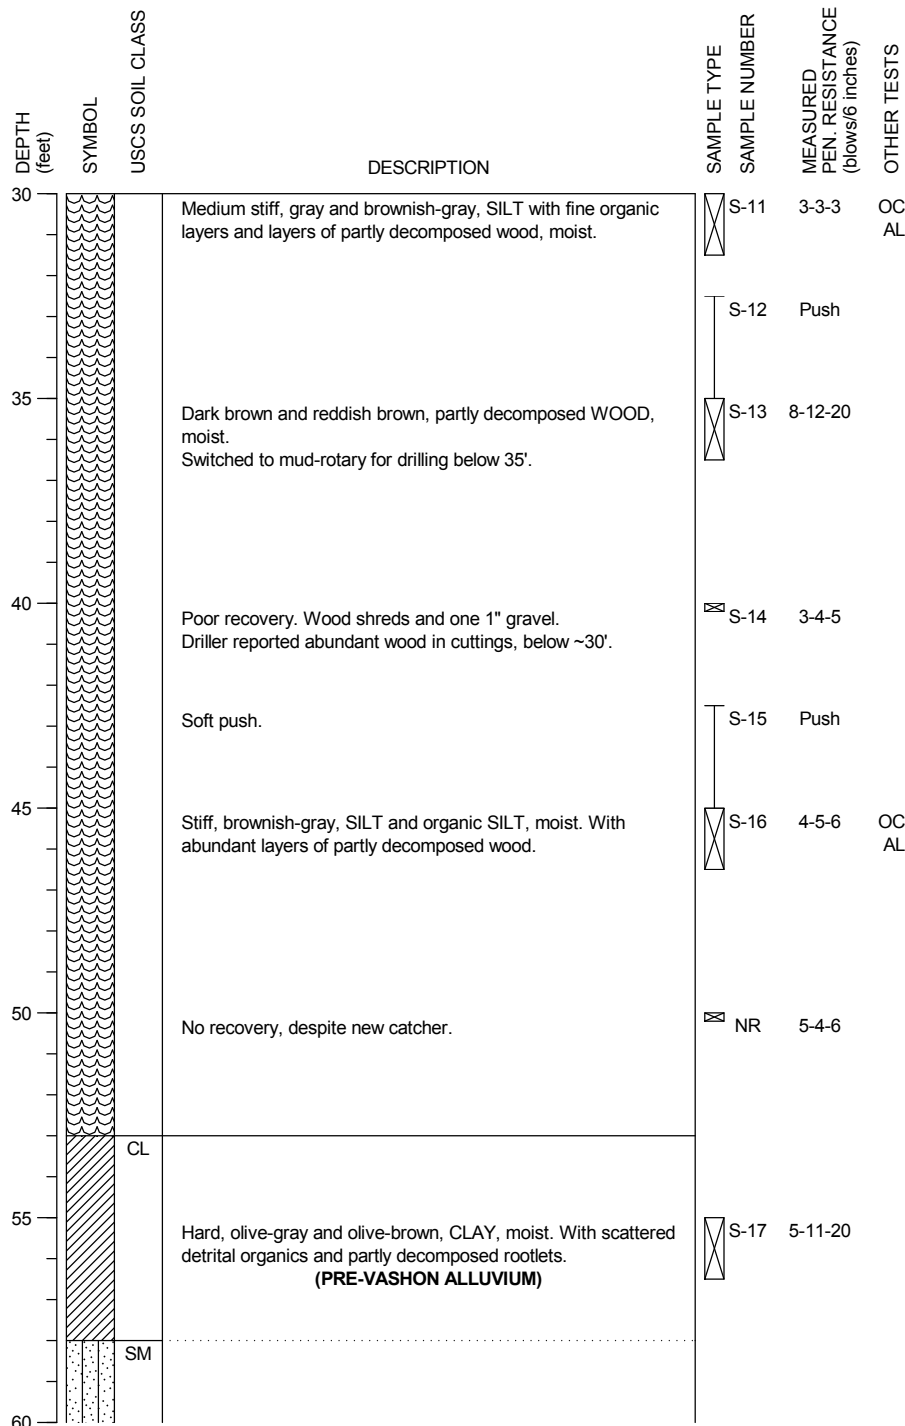 DEPTH
(feet)
SYMBOL
USCS SOIL CLASS
DESCRIPTION
SAMPLE TYPE
SAMPLE NUMBER
MEASURED
PEN. RESISTANCE
(blows/6 inches)
OTHER TESTS
30
Medium stiff, gray and brownish-gray, SILT with fine organic
layers and layers of partly decomposed wood, moist.
S-11 3-3-3 OC
AL
S-12 Push
35
Dark brown and reddish brown, partly decomposed WOOD,
moist.
Switched to mud-rotary for drilling below 35'.
S-13 8-12-20
40
Poor recovery. Wood shreds and one 1" gravel.
Driller reported abundant wood in cuttings, below ~30'.
S-14 3-4-5
Soft push.
S-15 Push
45
Stiff, brownish-gray, SILT and organic SILT, moist. With
abundant layers of partly decomposed wood.
S-16 4-5-6 OC
AL
50
No recovery, despite new catcher.
NR 5-4-6
CL
55
Hard, olive-gray and olive-brown, CLAY, moist. With scattered
detrital organics and partly decomposed rootlets.
(PRE-VASHON ALLUVIUM)
S-17 5-11-20
SM
60